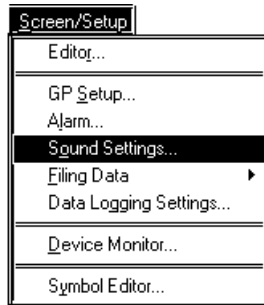 Screen/Setup
Editor...
GP Setup...
Alarm...
Sound Settings...
Filing Data
Data Logging Settings...
Device Monitor...
Symbol Editor...